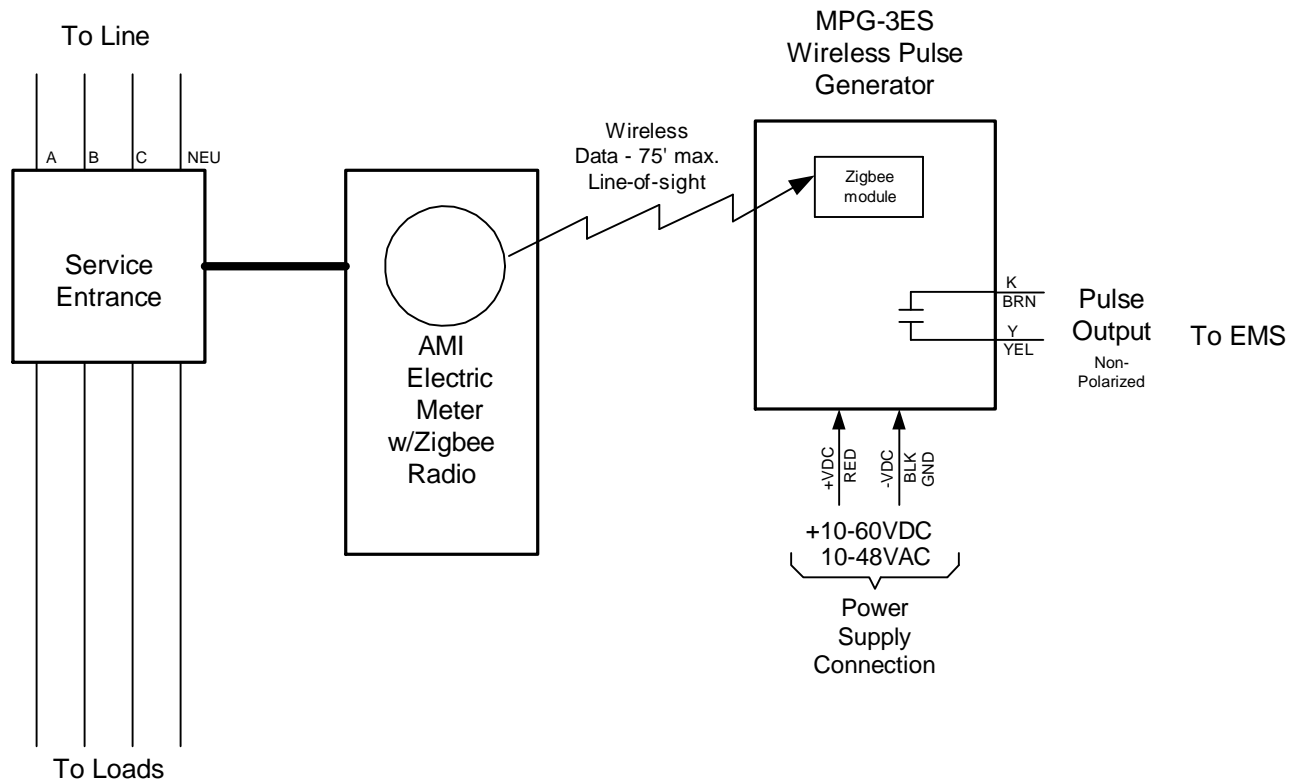 To Line
A
B
C
NEU
Service
Entrance
To Loads
AMI
Electric
Meter
w/Zigbee
Radio
Wireless
Data - 75' max.
Line-of-sight
MPG-3ES
Wireless Pulse
Generator
Zigbee
module
K
BRN
Y
YEL
Pulse
Output
Non-
Polarized
To EMS
+VDC
RED
-VDC
BLK
GND
+10-60VDC
10-48VAC
Power
Supply
Connection